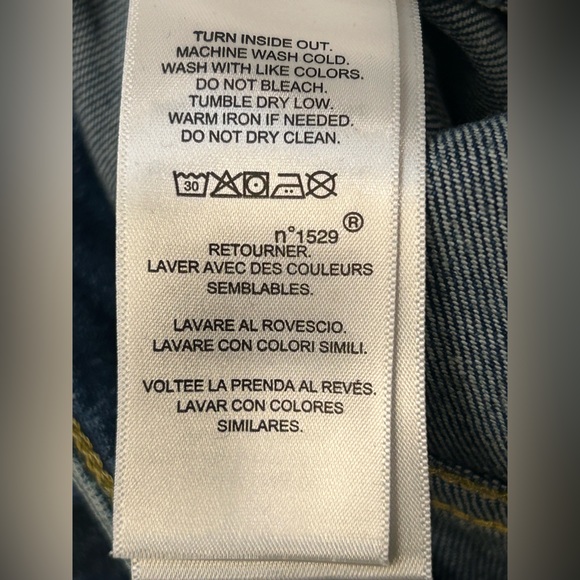 TURN INSIDE OUT.
MACHINE WASH COLD.
WASH WITH LIKE COLORS.
DO NOT BLEACH.
TUMBLE DRY LOW.
WARM IRON IF NEEDED.
DO NOT DRY CLEAN.
30
n°1529 ®
RETOURNER.
LAVER AVEC DES COULEURS
SEMBLABLES.
LAVARE AL ROVESCIO.
LAVARE CON COLORI SIMILI.
VOLTEE LA PRENDA AL REVÉS.
LAVAR CON COLORES
SIMILARES.